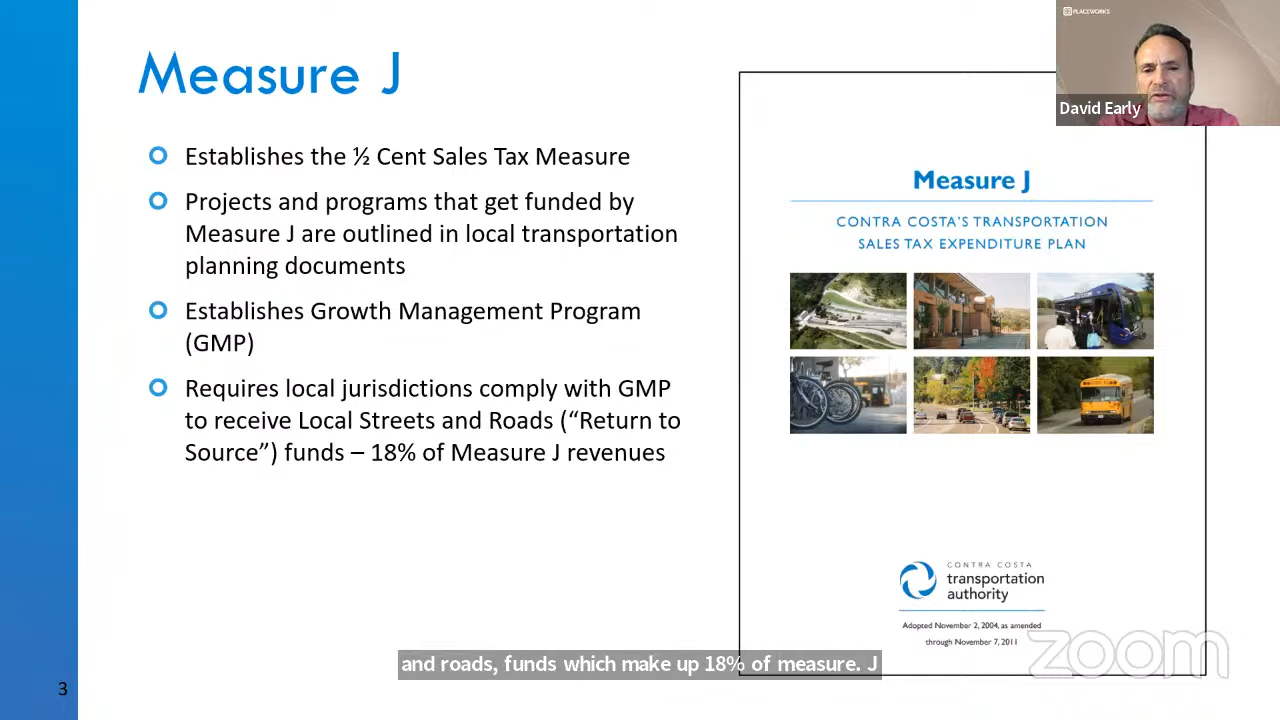 Measure J
Establishes the ½ Cent Sales Tax Measure
Projects and programs that get funded by
Measure J are outlined in local transportation
planning documents
Establishes Growth Management Program
(GMP)
Requires local jurisdictions comply with GMP
to receive Local Streets and Roads (“Return to
Source”) funds – 18% of Measure J revenues
3
PLACEWORKS
David Early
Measure J
CONTRA COSTA'S TRANSPORTATION
SALES TAX EXPENDITURE PLAN
CONTRA COSTA
transportation
authority
Adopted November 2, 2004, as amended
through November 7, 2011
zoom
and roads, funds which make up 18% of measure. J